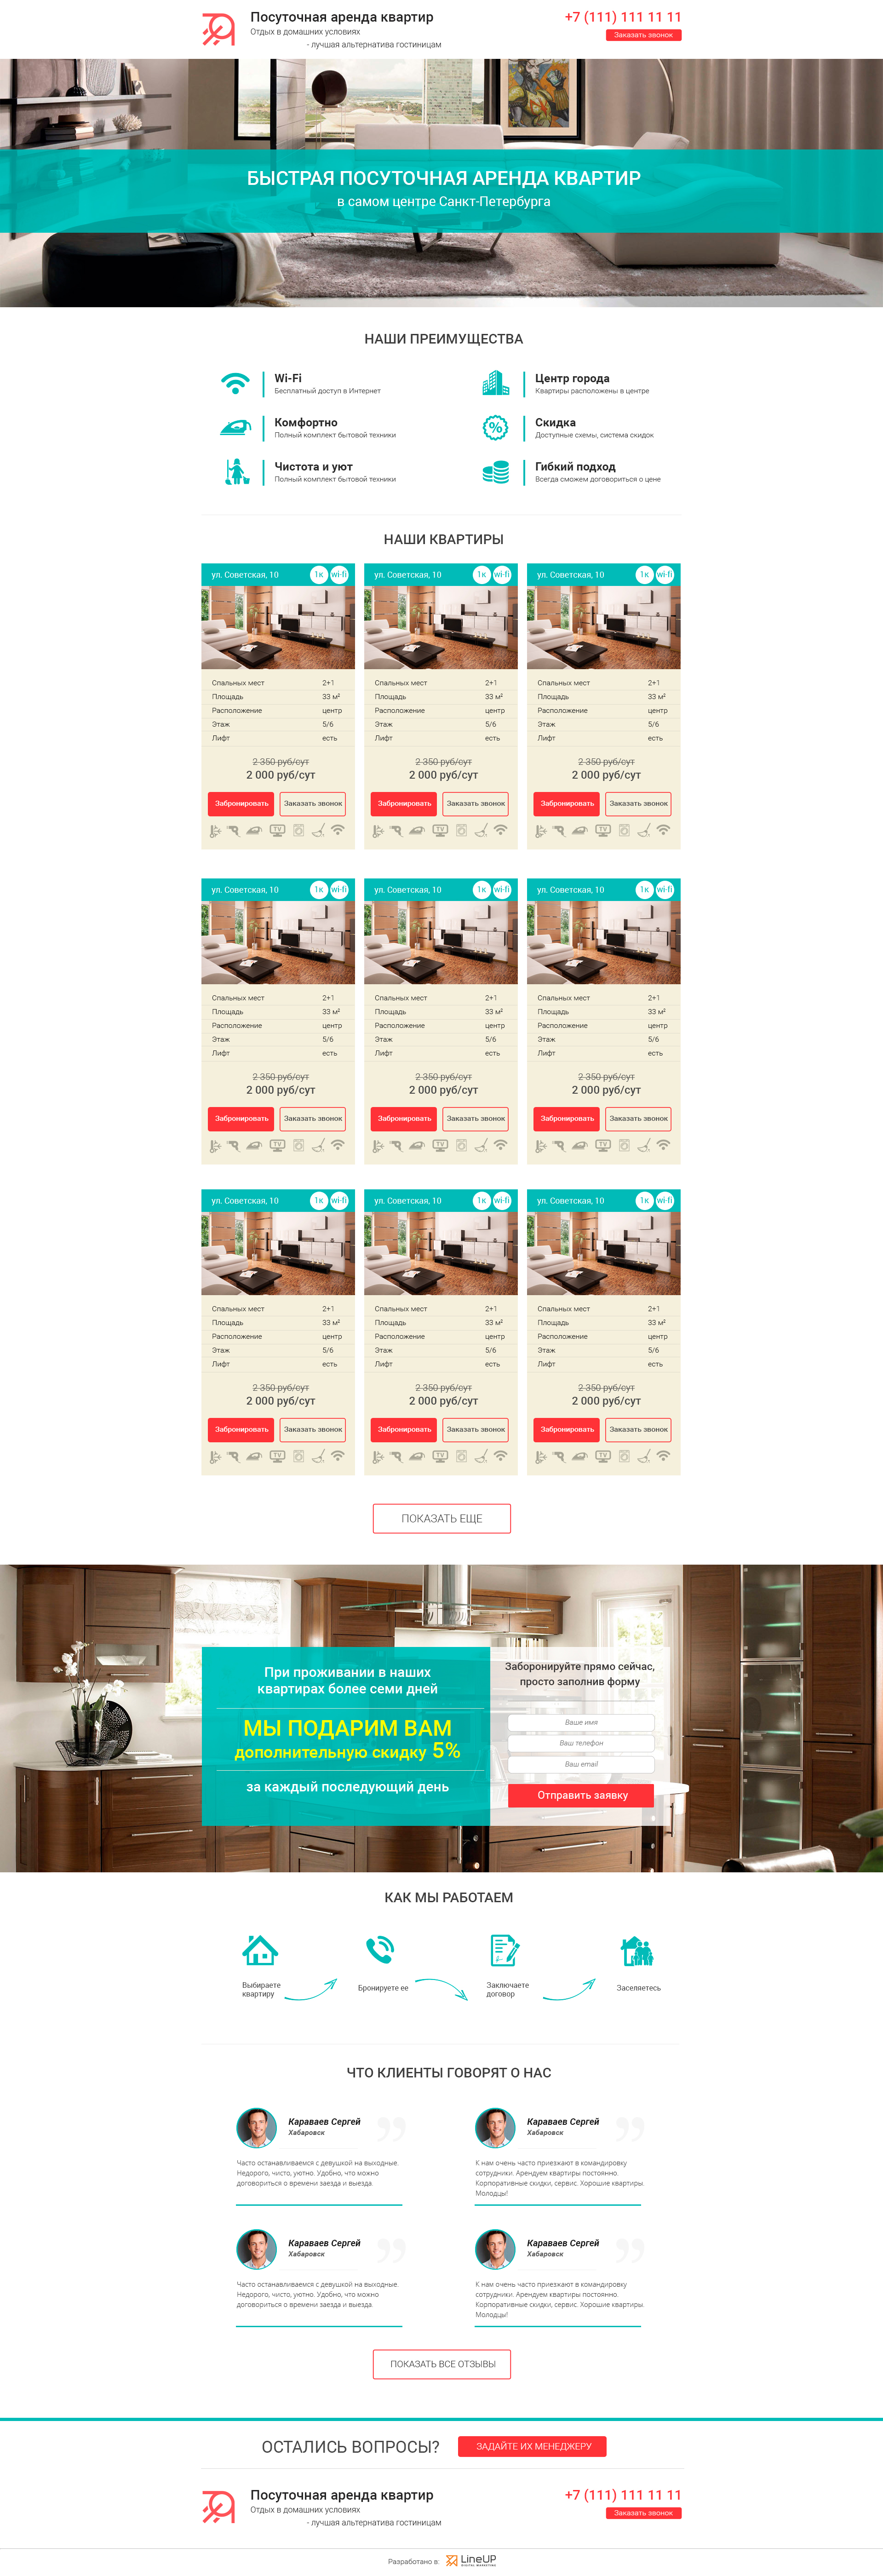 Посуточная аренда квартир
Отдых в домашних условиях
- лучшая альтернатива гостиницам
+7 (111) 111 11 11
Заказать звонок
БЫСТРАЯ ПОСУТОЧНАЯ АРЕНДА КВАРТИР
в самом центре Санкт-Петербурга
НАШИ ПРЕИМУЩЕСТВА
Wi-Fi
Бесплатный доступ в Интернет
Центр города
Квартиры расположены в центре
Комфортно
Полный комплект бытовой техники
Скидка
Доступные схемы, система скидок
Чистота и уют
Полный комплект бытовой техники
Гибкий подход
Всегда сможем договориться о цене
НАШИ КВАРТИРЫ
ул. Советская, 10 1к wi-fi ул. Советская, 10 1к wi-fi ул. Советская, 10 1к wi-fi
Спальных мест 2+1 Спальных мест 2+1 Спальных мест 2+1
Площадь 33 м² Площадь 33 м² Площадь 33 м²
Расположение центр Расположение центр Расположение центр
Этаж 5/6 Этаж 5/6 Этаж 5/6
Лифт есть Лифт есть Лифт есть
2 350 руб/сут 2 350 руб/сут 2 350 руб/сут
2 000 руб/сут 2 000 руб/сут 2 000 руб/сут
Забронировать Заказать звонок Забронировать Заказать звонок Забронировать Заказать звонок
TV TV TV
ул. Советская, 10 1к wi-fi ул. Советская, 10 1к wi-fi ул. Советская, 10 1к wi-fi
Спальных мест 2+1 Спальных мест 2+1 Спальных мест 2+1
Площадь 33 м² Площадь 33 м² Площадь 33 м²
Расположение центр Расположение центр Расположение центр
Этаж 5/6 Этаж 5/6 Этаж 5/6
Лифт есть Лифт есть Лифт есть
2 350 руб/сут 2 350 руб/сут 2 350 руб/сут
2 000 руб/сут 2 000 руб/сут 2 000 руб/сут
Забронировать Заказать звонок Забронировать Заказать звонок Забронировать Заказать звонок
TV TV TV
ул. Советская, 10 1к wi-fi ул. Советская, 10 1к wi-fi ул. Советская, 10 1к wi-fi
Спальных мест 2+1 Спальных мест 2+1 Спальных мест 2+1
Площадь 33 м² Площадь 33 м² Площадь 33 м²
Расположение центр Расположение центр Расположение центр
Этаж 5/6 Этаж 5/6 Этаж 5/6
Лифт есть Лифт есть Лифт есть
2 350 руб/сут 2 350 руб/сут 2 350 руб/сут
2 000 руб/сут 2 000 руб/сут 2 000 руб/сут
Забронировать Заказать звонок Забронировать Заказать звонок Забронировать Заказать звонок
TV TV TV
ПОКАЗАТЬ ЕЩЕ
При проживании в наших
квартирах более семи дней
МЫ ПОДАРИМ ВАМ
дополнительную скидку 5%
за каждый последующий день
Заборонируйте прямо сейчас,
просто заполнив форму
Ваше имя
Ваш телефон
Ваш email
Отправить заявку
КАК МЫ РАБОТАЕМ
Выбираете
квартиру
Бронируете ее
Заключаете
договор
Заселяетесь
ЧТО КЛИЕНТЫ ГОВОРЯТ О НАС
Караваев Сергей
Хабаровск
Часто останавливаемся с девушкой на выходные.
Недорого, чисто, уютно. Удобно, что можно
договориться о времени заезда и выезда.
Караваев Сергей
Хабаровск
К нам очень часто приезжают в командировку
сотрудники. Арендуем квартиры постоянно.
Корпоративные скидки, сервис. Хорошие квартиры.
Молодцы!
Караваев Сергей
Хабаровск
Часто останавливаемся с девушкой на выходные.
Недорого, чисто, уютно. Удобно, что можно
договориться о времени заезда и выезда.
Караваев Сергей
Хабаровск
К нам очень часто приезжают в командировку
сотрудники. Арендуем квартиры постоянно.
Корпоративные скидки, сервис. Хорошие квартиры.
Молодцы!
ПОКАЗАТЬ ВСЕ ОТЗЫВЫ
ОСТАЛИСЬ ВОПРОСЫ?
ЗАДАЙТЕ ИХ МЕНЕДЖЕРУ
Посуточная аренда квартир
Отдых в домашних условиях
- лучшая альтернатива гостиницам
+7 (111) 111 11 11
Заказать звонок
Разработано в:
LineUP
DIGITAL MARKETING